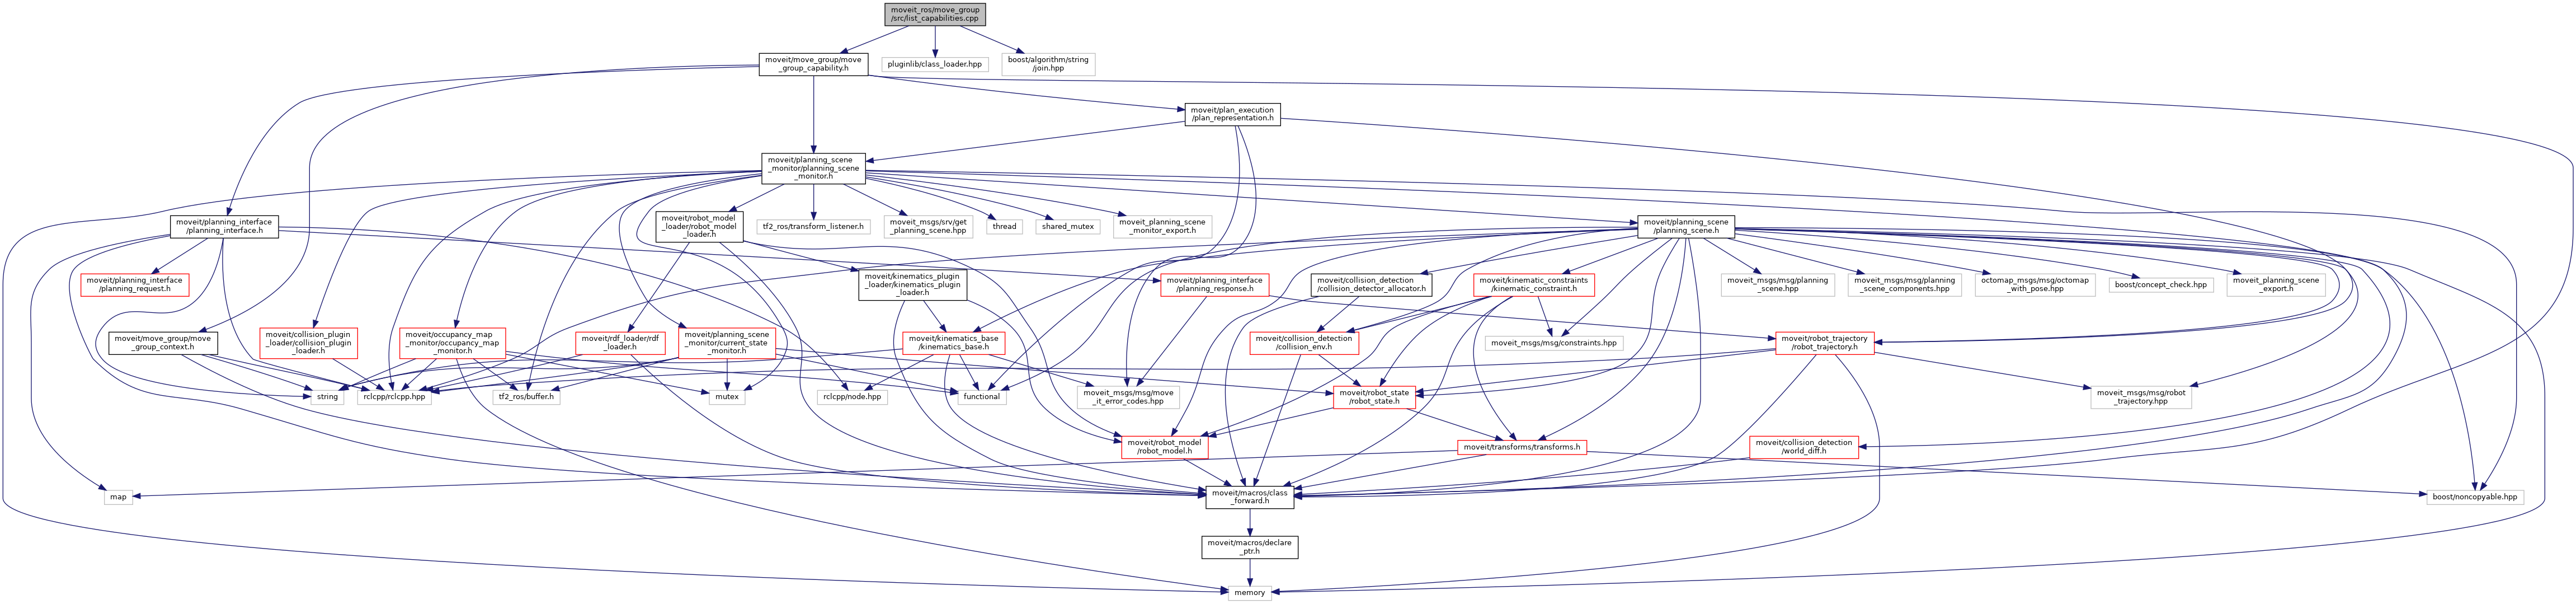 moveit_ros/move_group
/src/list_capabilities.cpp
moveit/move_group/move
_group_capability.h
pluginlib/class_loader.hpp
boost/algorithm/string
/join.hpp
moveit/plan_execution
/plan_representation.h
moveit/planning_scene
_monitor/planning_scene
_monitor.h
moveit/planning_interface
/planning_interface.h
moveit/robot_model
_loader/robot_model
_loader.h
tf2_ros/transform_listener.h
moveit_msgs/srv/get
_planning_scene.hpp
thread
shared_mutex
moveit_planning_scene
_monitor_export.h
moveit/planning_scene
/planning_scene.h
moveit/planning_interface
/planning_request.h
moveit/kinematics_plugin
_loader/kinematics_plugin
_loader.h
moveit/planning_interface
/planning_response.h
moveit/collision_detection
/collision_detector_allocator.h
moveit/kinematic_constraints
/kinematic_constraint.h
moveit_msgs/msg/planning
_scene.hpp
moveit_msgs/msg/planning
_scene_components.hpp
octomap_msgs/msg/octomap
_with_pose.hpp
boost/concept_check.hpp
moveit_planning_scene
_export.h
moveit/move_group/move
_group_context.h
moveit/collision_plugin
_loader/collision_plugin
_loader.h
moveit/occupancy_map
_monitor/occupancy_map
_monitor.h
moveit/rdf_loader/rdf
_loader.h
moveit/planning_scene
_monitor/current_state
_monitor.h
moveit/kinematics_base
/kinematics_base.h
moveit/collision_detection
/collision_env.h
moveit_msgs/msg/constraints.hpp
moveit/robot_trajectory
/robot_trajectory.h
string
rclcpp/rclcpp.hpp
tf2_ros/buffer.h
mutex
rclcpp/node.hpp
functional
moveit_msgs/msg/move
_it_error_codes.hpp
moveit/robot_state
/robot_state.h
moveit_msgs/msg/robot
_trajectory.hpp
moveit/robot_model
/robot_model.h
moveit/transforms/transforms.h
moveit/collision_detection
/world_diff.h
map
moveit/macros/class
_forward.h
boost/noncopyable.hpp
moveit/macros/declare
_ptr.h
memory